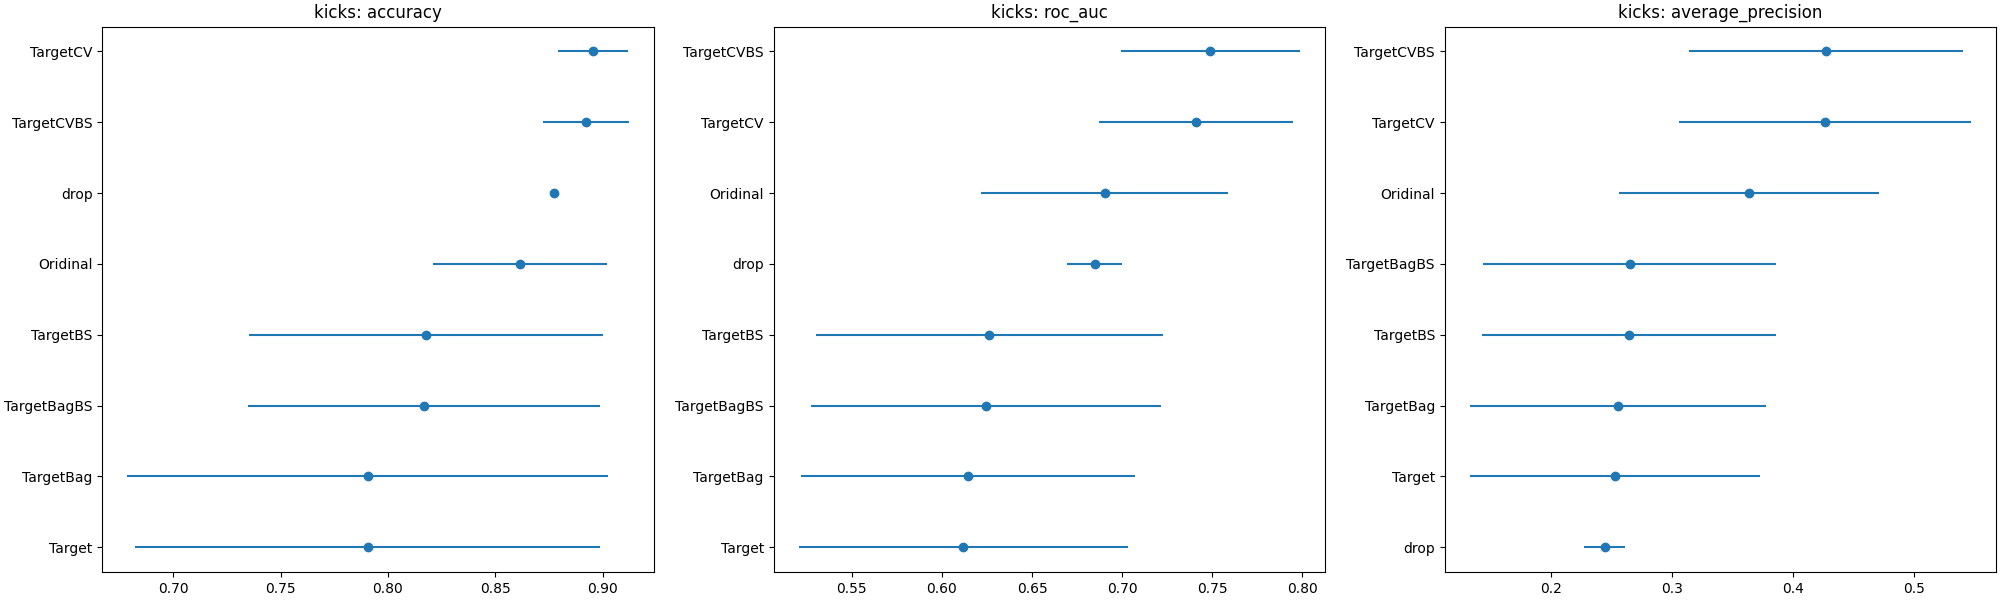 kicks: accuracy
TargetCV
TargetCVBS
drop
Oridinal
TargetBS
TargetBagBS
TargetBag
Target
0.70 0.75 0.80 0.85 0.90
kicks: roc_auc
TargetCVBS
TargetCV
Oridinal
drop
TargetBS
TargetBagBS
TargetBag
Target
0.55 0.60 0.65 0.70 0.75 0.80
kicks: average_precision
TargetCVBS
TargetCV
Oridinal
TargetBagBS
TargetBS
TargetBag
Target
drop
0.2 0.3 0.4 0.5